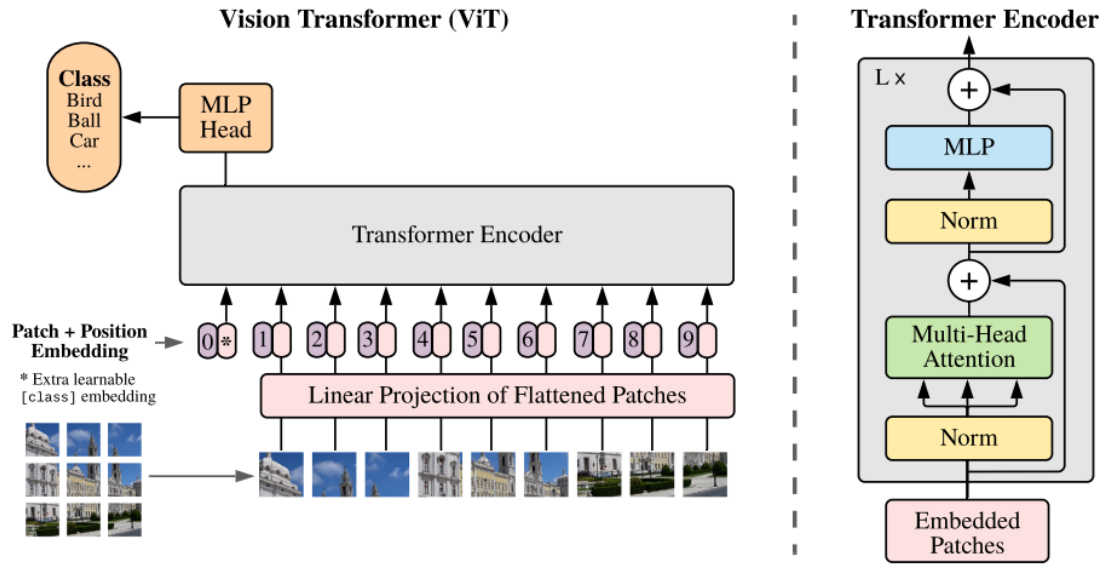 Vision Transformer (ViT)
Class
Bird
Ball
Car
...
MLP
Head
Transformer Encoder
Patch + Position
Embedding
0 * 1 2 3 4 5 6 7 8 9
* Extra learnable
[class] embedding
Linear Projection of Flattened Patches
Transformer Encoder
L x
+
MLP
Norm
+
Multi-Head
Attention
Norm
Embedded
Patches